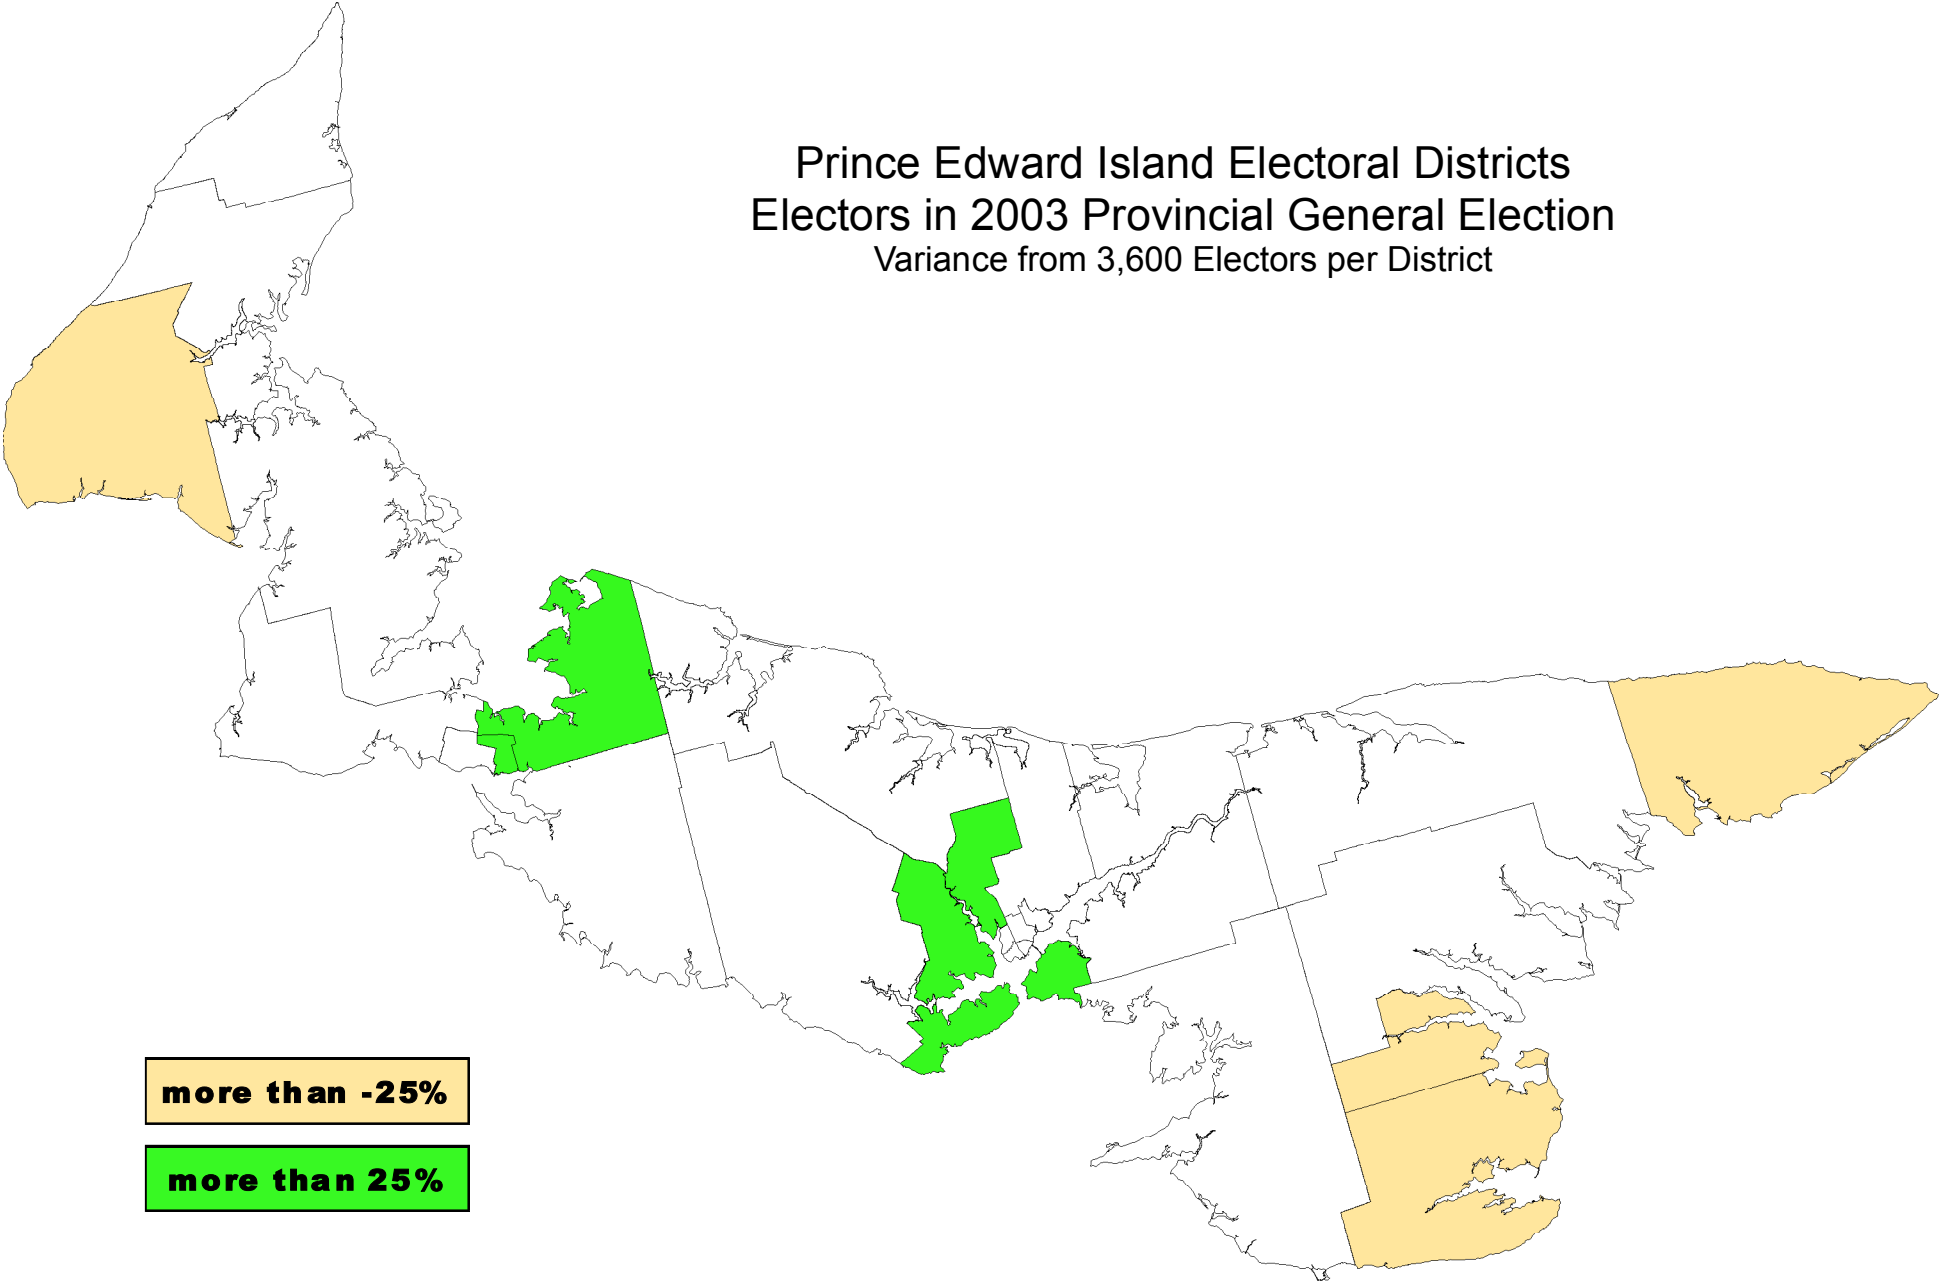 Prince Edward Island Electoral Districts
Electors in 2003 Provincial General Election
Variance from 3,600 Electors per District
more than -25%
more than 25%